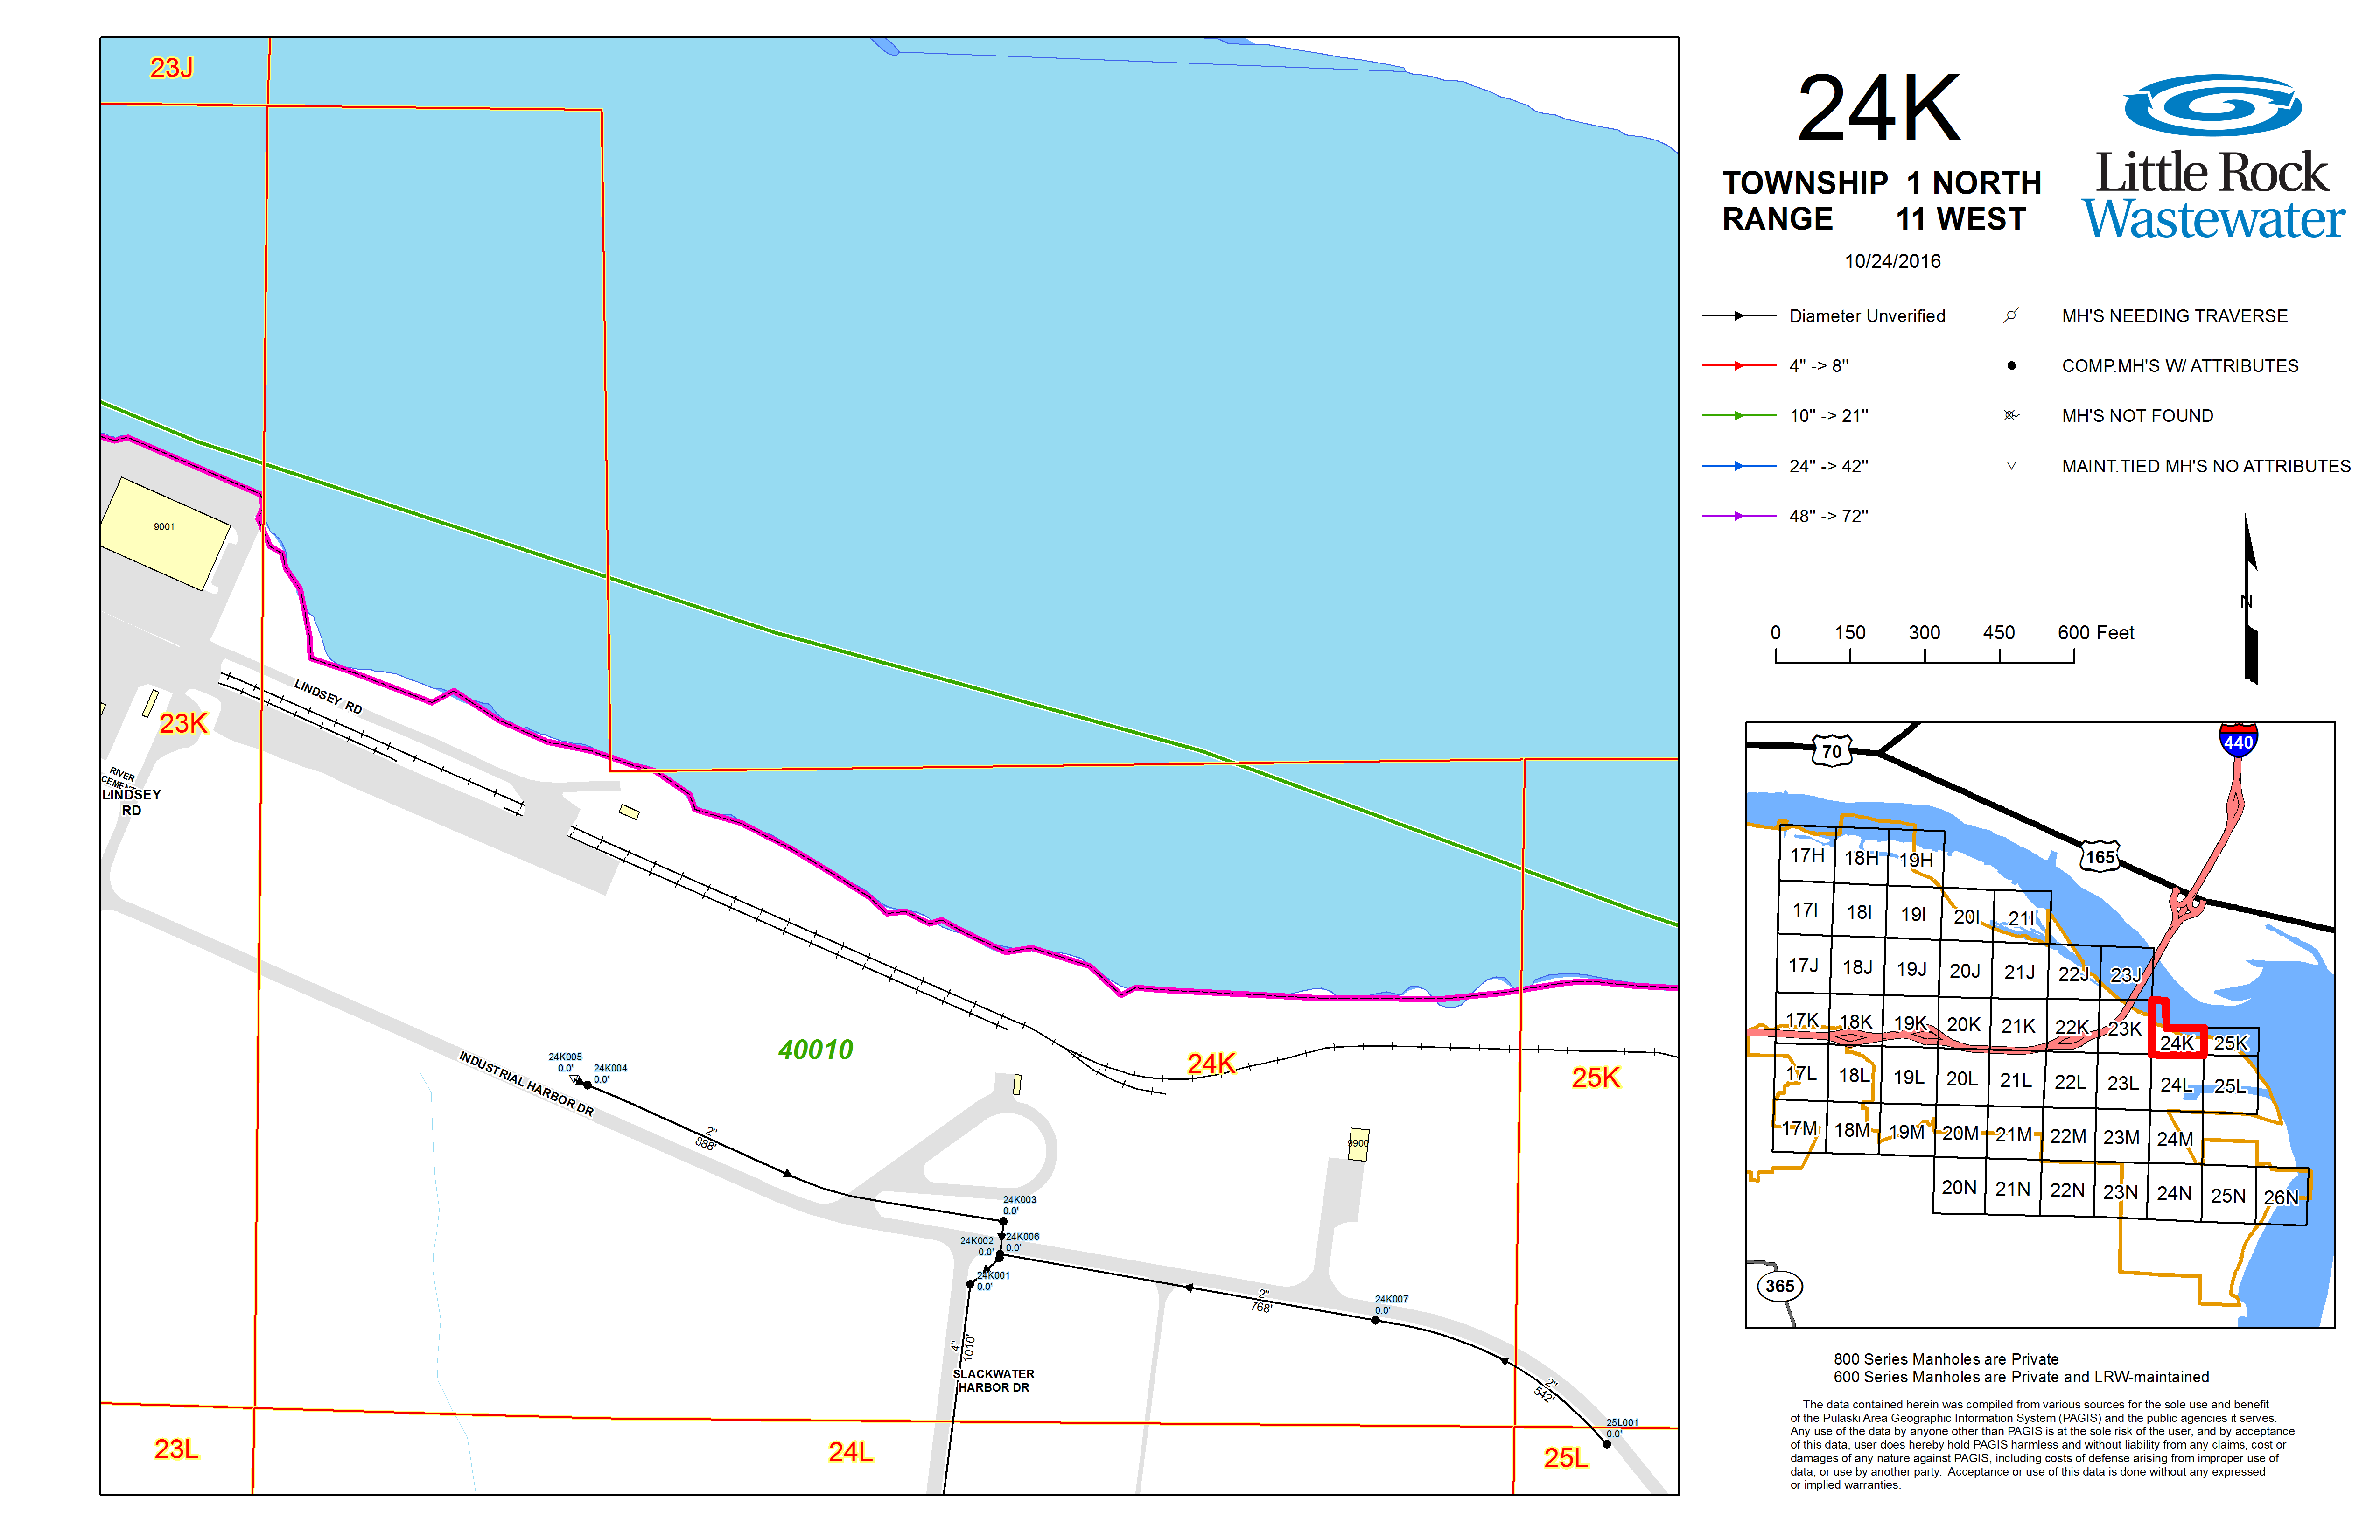 24K
TOWNSHIP 1 NORTH
RANGE 11 WEST
10/24/2016
Little Rock
Wastewater
Diameter Unverified
4" -> 8"
10" -> 21"
24" -> 42"
48" -> 72"
MH'S NEEDING TRAVERSE
COMP.MH'S W/ ATTRIBUTES
MH'S NOT FOUND
MAINT.TIED MH'S NO ATTRIBUTES
N
0 150 300 450 600 Feet
23J
9001
LINDSEY RD
23K
RIVER
LINDSEY
RD
40010
24K
25K
INDUSTRIAL HARBOR DR
24K005
0.0'
24K004
0.0'
2"
888'
9900
24K003
0.0'
24K002
0.0'
24K006
0.0'
24K001
0.0'
2"
768'
24K007
0.0'
4"
1010'
SLACKWATER
HARBOR DR
2"
542'
25L001
0.0'
23L
24L
25L
440
70
165
17H 18H 19H
17I 18I 19I 20I 21I
17J 18J 19J 20J 21J 22J 23J
17K 18K 19K 20K 21K 22K 23K 24K 25K
17L 18L 19L 20L 21L 22L 23L 24L 25L
17M 18M 19M 20M 21M 22M 23M 24M
20N 21N 22N 23N 24N 25N 26N
365
800 Series Manholes are Private
600 Series Manholes are Private and LRW-maintained
The data contained herein was compiled from various sources for the sole use and benefit
of the Pulaski Area Geographic Information System (PAGIS) and the public agencies it serves.
Any use of the data by anyone other than PAGIS is at the sole risk of the user, and by acceptance
of this data, user does hereby hold PAGIS harmless and without liability from any claims, cost or
damages of any nature against PAGIS, including costs of defense arising from improper use of
data, or use by another party. Acceptance or use of this data is done without any expressed
or implied warranties.